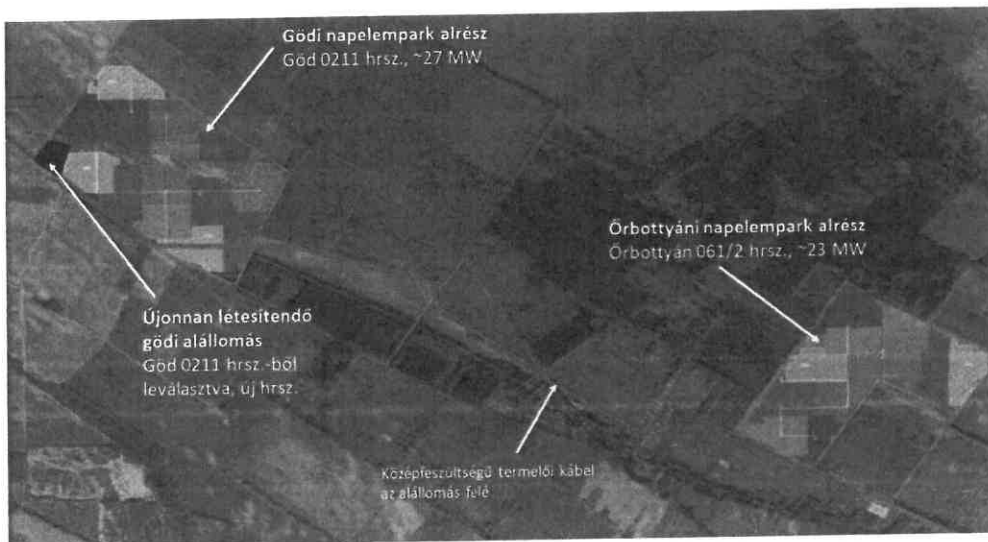 Gödi napelempark alrész
Göd 0211 hrsz., ~27 MW
Őrbottyáni napelempark alrész
Őrbottyán 061/2 hrsz., ~23 MW
Újonnan létesítendő
gödi alállomás
Göd 0211 hrsz.-ből
leválasztva, új hrsz.
Középfeszültségű termelői kábel
az alállomás felé